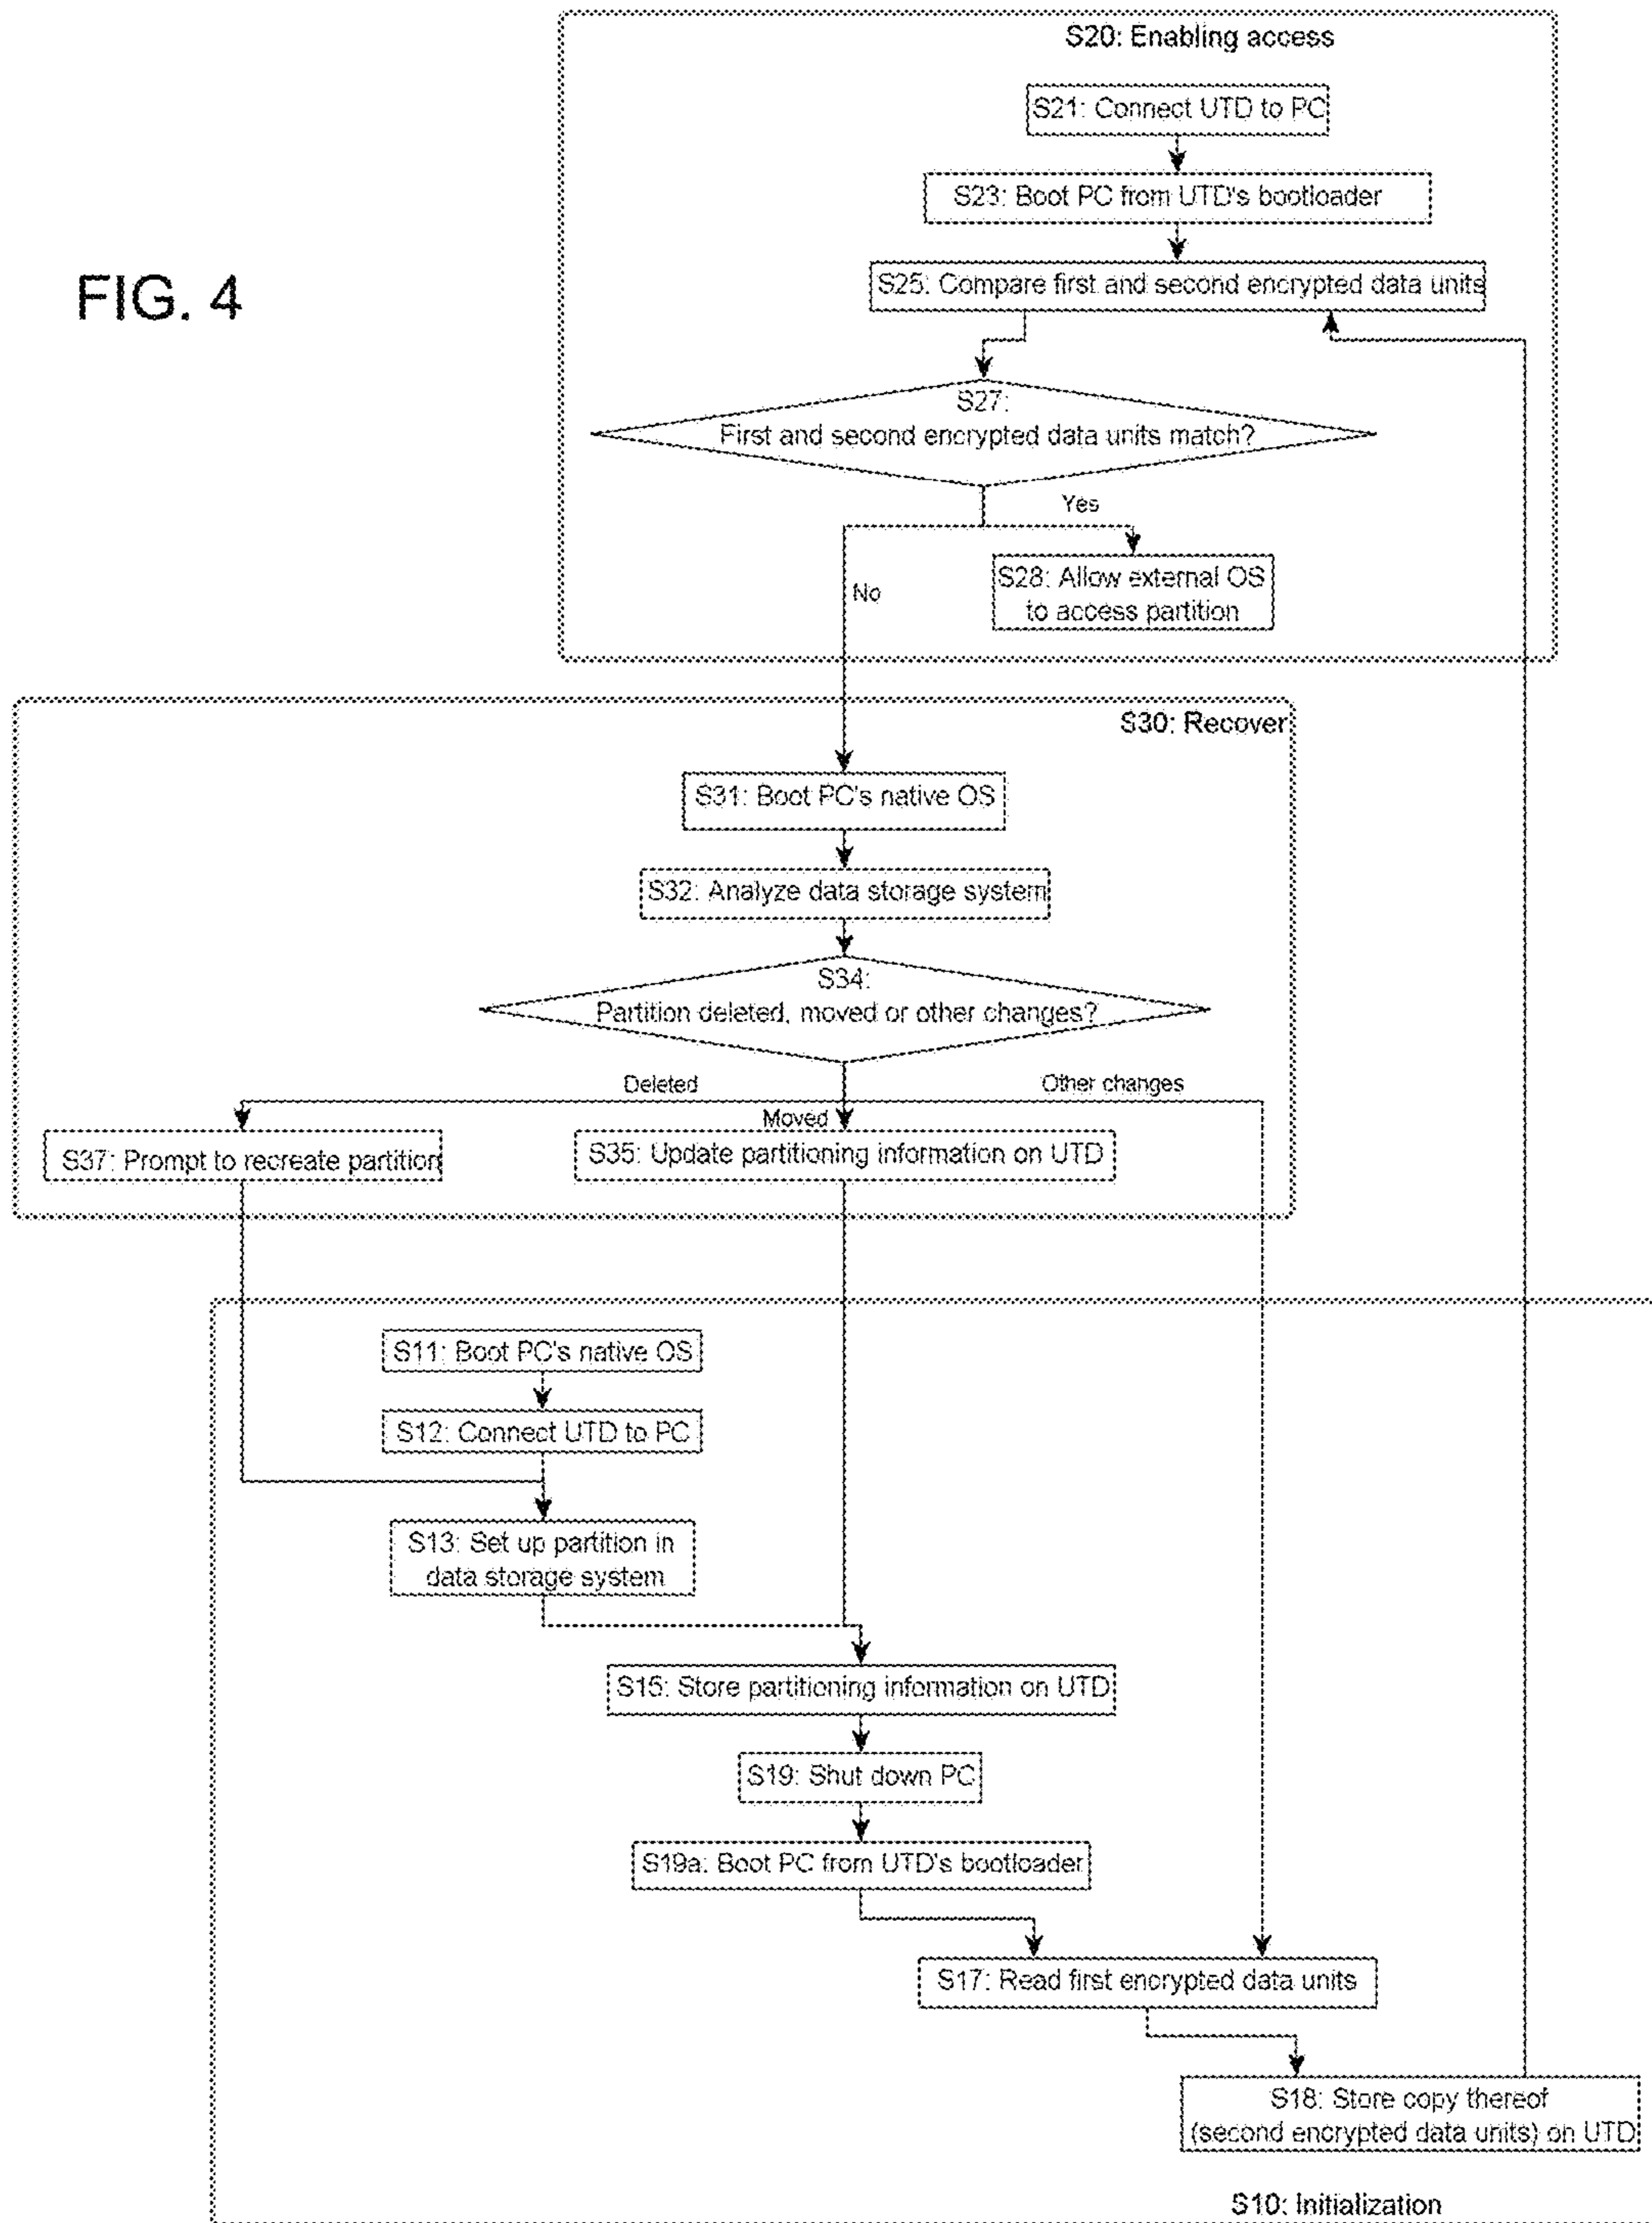 S20: Enabling access
S21: Connect UTD to PC
S23: Boot PC from UTD's bootloader
S25: Compare first and second encrypted data units
FIG. 4
S27:
First and second encrypted data units match?
Yes
No
S28: Allow external OS
to access partition
S30: Recover
S31: Boot PC's native OS
S32: Analyze data storage system
S34:
Partition deleted, moved or other changes?
Deleted
Other changes
Moved
S37: Prompt to recreate partition
S35: Update partitioning information on UTD
S11: Boot PC's native OS
S12: Connect UTD to PC
S13: Set up partition in
data storage system
S15: Store partitioning information on UTD
S19: Shut down PC
S19a: Boot PC from UTD's bootloader
S17: Read first encrypted data units
S18: Store copy thereof
(second encrypted data units) on UTD
S10: Initialization